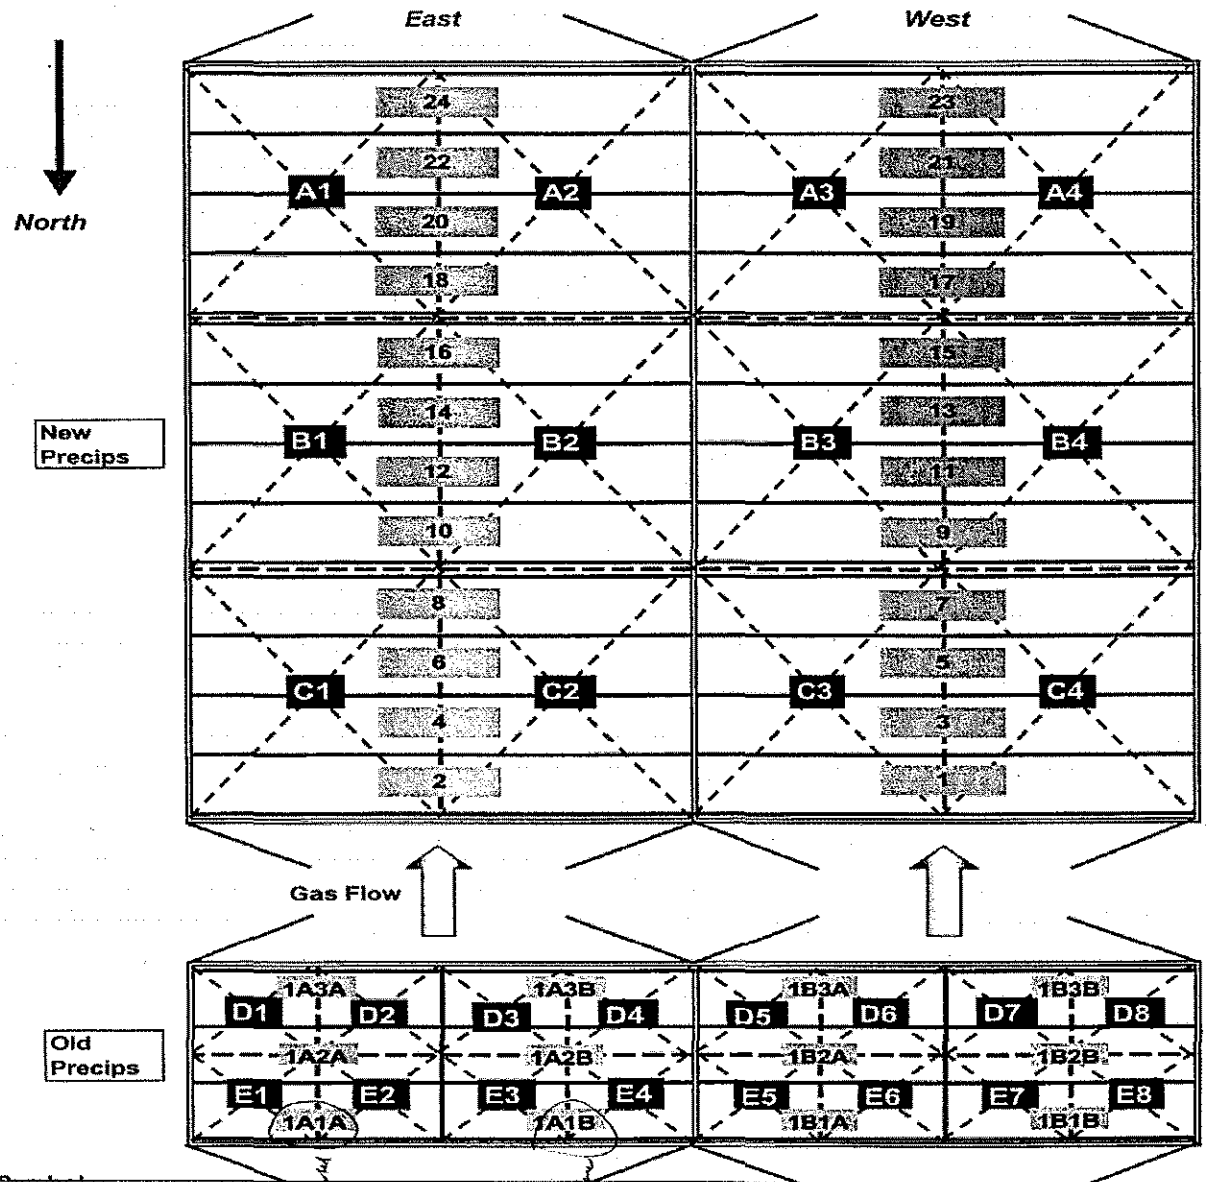 East West
24 23
22 21
A1 A2 A3 A4
North
20 19
18 17
16 15
14 13
New
Precips
B1 B2 B3 B4
12 11
10 9
8 7
6 5
C1 C2 C3 C4
4 3
2 1
Gas Flow
1A3A 1A3B 1B3A 1B3B
D1 D2 D3 D4 D5 D6 D7 D8
Old
Precips
1A2A 1A2B 1B2A 1B2B
E1 E2 E3 E4 E5 E6 E7 E8
1A1A 1A1B 1B1A 1B1B